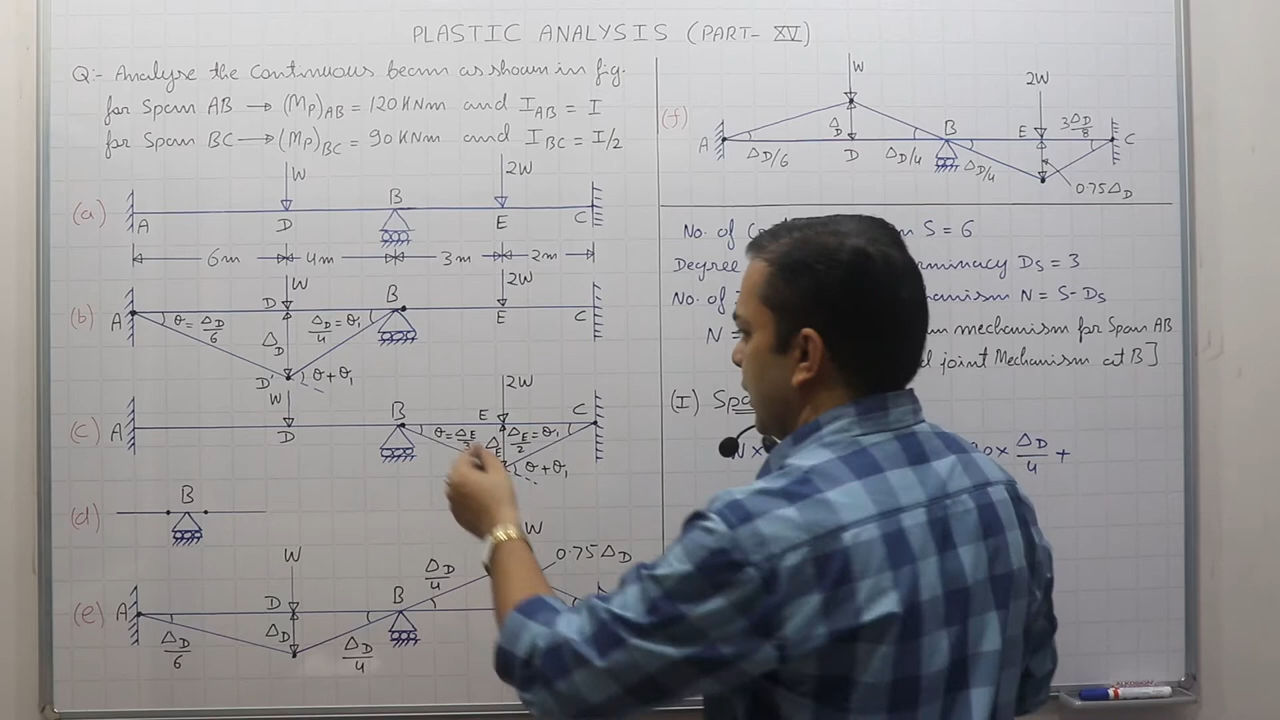 PLASTIC ANALYSIS (PART- XV)
Q:- Analyse the Continuous beam as shown in fig.
for Span AB → (Mp)AB = 120 KNm and IAB = I
for Span BC → (Mp)BC = 90 KNm and IBC = I/2
(a) A W D B 2W E C
6m 4m 3m 2m
(b) A W D B 2W E C
θ = ΔD/6 ΔD ΔD/4 = θ1
D' θ+θ1
(c) A W D B 2W E C
θ = ΔE/3 ΔE ΔE/2 = θ1
θ+θ1
(d) B
(e) A W D B W
ΔD/6 ΔD ΔD/4 ΔD/4 0.75ΔD
(f) A W D B 2W E C
ΔD/6 ΔD ΔD/4 ΔD/4 3ΔD/8
0.75ΔD
No. of S = 6
Degree Ds = 3
No. of N = S-Ds
N = mechanism for Span AB
joint Mechanism at B]
(I)
× ΔD/4 +